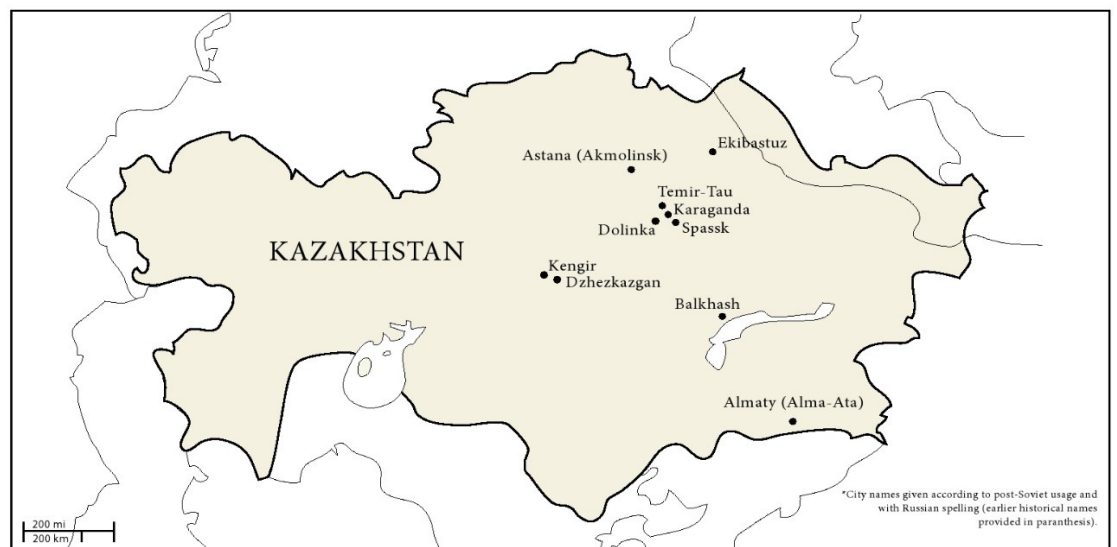 Ekibastuz
Astana (Akmolinsk)
Temir-Tau
Karaganda
Dolinka
Spassk
KAZAKHSTAN
Kengir
Dzhezkazgan
Balkhash
Almaty (Alma-Ata)
*City names given according to post-Soviet usage and
with Russian spelling (earlier historical names
provided in paranthesis).
200 mi
200 km